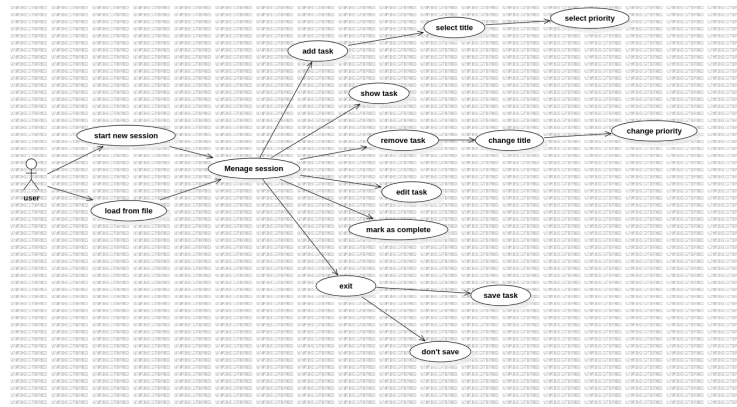 select priority
select title
add task
show task
change priority
start new session
remove task
change title
Menage session
edit task
user
load from file
mark as complete
exit
save task
don't save